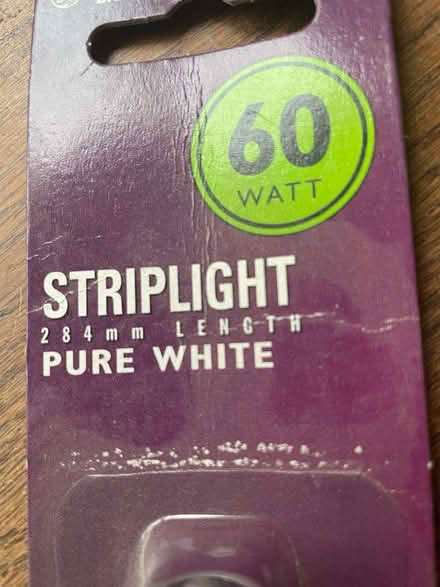 60
WATT
STRIPLIGHT
284mm LENGTH
PURE WHITE